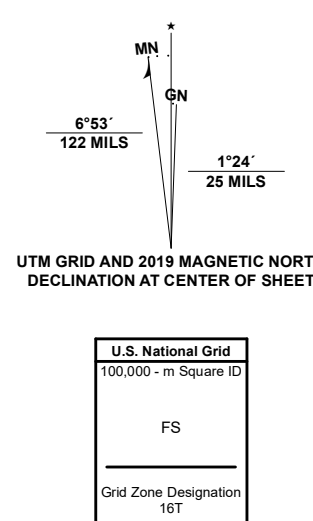 ★
MN
GN
6°53´
122 MILS
1°24´
25 MILS
UTM GRID AND 2019 MAGNETIC NORT
DECLINATION AT CENTER OF SHEET
U.S. National Grid
100,000 - m Square ID
FS
Grid Zone Designation
16T